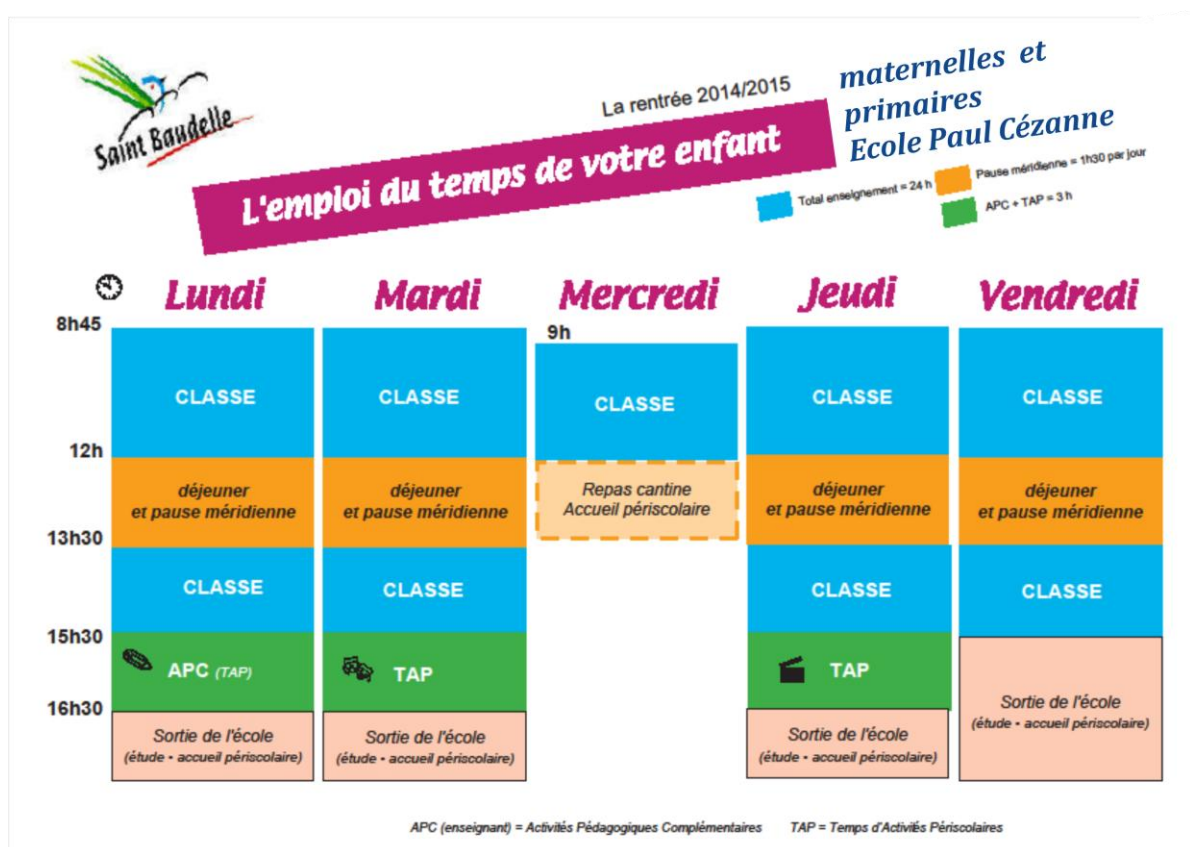 Saint Baudelle
La rentrée 2014/2015
L'emploi du temps de votre enfant
maternelles et
primaires
Ecole Paul Cézanne
Total enseignement = 24 h
Pause méridienne = 1h30 par jour
APC + TAP = 3 h
Lundi Mardi Mercredi Jeudi Vendredi
8h45
9h
CLASSE CLASSE CLASSE CLASSE CLASSE
12h
déjeuner
et pause méridienne
déjeuner
et pause méridienne
Repas cantine
Accueil périscolaire
déjeuner
et pause méridienne
déjeuner
et pause méridienne
13h30
CLASSE CLASSE CLASSE CLASSE
15h30
APC (TAP) TAP TAP
16h30
Sortie de l'école
(étude - accueil périscolaire)
Sortie de l'école
(étude - accueil périscolaire)
Sortie de l'école
(étude - accueil périscolaire)
Sortie de l'école
(étude - accueil périscolaire)
APC (enseignant) = Activités Pédagogiques Complémentaires TAP = Temps d'Activités Périscolaires